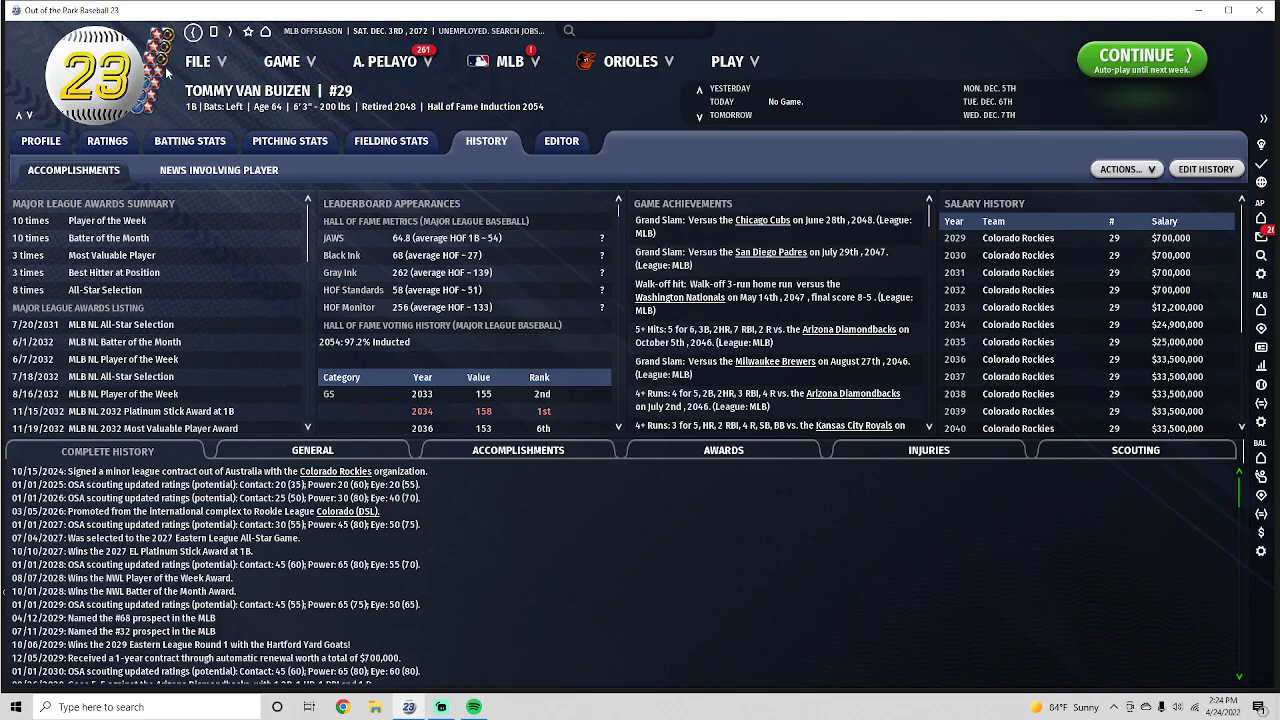 Out of the Park Baseball 23
MLB OFFSEASON | SAT. DEC. 3RD, 2072 | UNEMPLOYED. SEARCH JOBS...
23
FILE GAME A. PELAYO 261 MLB ! ORIOLES PLAY
CONTINUE
Auto-play until next week.
TOMMY VAN BUIZEN | #29
1B | Bats: Left | Age 64 | 6' 3" - 200 lbs | Retired 2048 | Hall of Fame Induction 2054
YESTERDAY MON. DEC. 5TH
TODAY No Game. TUE. DEC. 6TH
TOMORROW WED. DEC. 7TH
PROFILE RATINGS BATTING STATS PITCHING STATS FIELDING STATS HISTORY EDITOR
ACCOMPLISHMENTS NEWS INVOLVING PLAYER ACTIONS... EDIT HISTORY
MAJOR LEAGUE AWARDS SUMMARY
10 times Player of the Week
10 times Batter of the Month
3 times Most Valuable Player
3 times Best Hitter at Position
8 times All-Star Selection
MAJOR LEAGUE AWARDS LISTING
7/20/2031 MLB NL All-Star Selection
6/1/2032 MLB NL Batter of the Month
6/7/2032 MLB NL Player of the Week
7/18/2032 MLB NL All-Star Selection
8/16/2032 MLB NL Player of the Week
11/15/2032 MLB NL 2032 Platinum Stick Award at 1B
11/19/2032 MLB NL 2032 Most Valuable Player Award
LEADERBOARD APPEARANCES
HALL OF FAME METRICS (MAJOR LEAGUE BASEBALL)
JAWS 64.8 (average HOF 1B ~ 54) ?
Black Ink 68 (average HOF ~ 27) ?
Gray Ink 262 (average HOF ~139) ?
HOF Standards 58 (average HOF ~ 51) ?
HOF Monitor 256 (average HOF ~133) ?
HALL OF FAME VOTING HISTORY (MAJOR LEAGUE BASEBALL)
2054: 97.2% Inducted
Category Year Value Rank
GS 2033 155 2nd
2034 158 1st
2036 153 6th
GAME ACHIEVEMENTS
Grand Slam: Versus the Chicago Cubs on June 28th , 2048. (League:
MLB)
Grand Slam: Versus the San Diego Padres on July 29th , 2047.
(League: MLB)
Walk-off hit: Walk-off 3-run home run versus the
Washington Nationals on May 14th , 2047 , final score 8-5 . (League:
MLB)
5+ Hits: 5 for 6, 3B, 2HR, 7 RBI, 2 R vs. the Arizona Diamondbacks on
October 5th , 2046. (League: MLB)
Grand Slam: Versus the Milwaukee Brewers on August 27th , 2046.
(League: MLB)
4+ Runs: 4 for 5, 2B, 2HR, 3 RBI, 4 R vs. the Arizona Diamondbacks
on July 2nd , 2046. (League: MLB)
4+ Runs: 3 for 5, HR, 2 RBI, 4 R, SB, BB vs. the Kansas City Royals on
SALARY HISTORY
Year Team # Salary
2029 Colorado Rockies 29 $700,000
2030 Colorado Rockies 29 $700,000
2031 Colorado Rockies 29 $700,000
2032 Colorado Rockies 29 $700,000
2033 Colorado Rockies 29 $12,200,000
2034 Colorado Rockies 29 $24,900,000
2035 Colorado Rockies 29 $25,000,000
2036 Colorado Rockies 29 $33,500,000
2037 Colorado Rockies 29 $33,500,000
2038 Colorado Rockies 29 $33,500,000
2039 Colorado Rockies 29 $33,500,000
2040 Colorado Rockies 29 $33,500,000
AP
26
MLB
BAL
COMPLETE HISTORY GENERAL ACCOMPLISHMENTS AWARDS INJURIES SCOUTING
10/15/2024: Signed a minor league contract out of Australia with the Colorado Rockies organization.
01/01/2025: OSA scouting updated ratings (potential): Contact: 20 (35); Power: 20 (60); Eye: 20 (55).
01/01/2026: OSA scouting updated ratings (potential): Contact: 25 (50); Power: 30 (80); Eye: 40 (70).
03/05/2026: Promoted from the international complex to Rookie League Colorado (DSL).
01/01/2027: OSA scouting updated ratings (potential): Contact: 30 (55); Power: 45 (80); Eye: 50 (75).
07/04/2027: Was selected to the 2027 Eastern League All-Star Game.
10/10/2027: Wins the 2027 EL Platinum Stick Award at 1B.
01/01/2028: OSA scouting updated ratings (potential): Contact: 45 (60); Power: 65 (80); Eye: 55 (70).
08/07/2028: Wins the NWL Player of the Week Award.
10/01/2028: Wins the NWL Batter of the Month Award.
01/01/2029: OSA scouting updated ratings (potential): Contact: 45 (55); Power: 65 (75); Eye: 50 (65).
04/12/2029: Named the #68 prospect in the MLB
07/11/2029: Named the #32 prospect in the MLB
10/06/2029: Wins the 2029 Eastern League Round 1 with the Hartford Yard Goats!
12/05/2029: Received a 1-year contract through automatic renewal worth a total of $700,000.
01/01/2030: OSA scouting updated ratings (potential): Contact: 45 (60); Power: 65 (80); Eye: 60 (80).
Type here to search
84°F Sunny
2:24 PM
4/24/2022